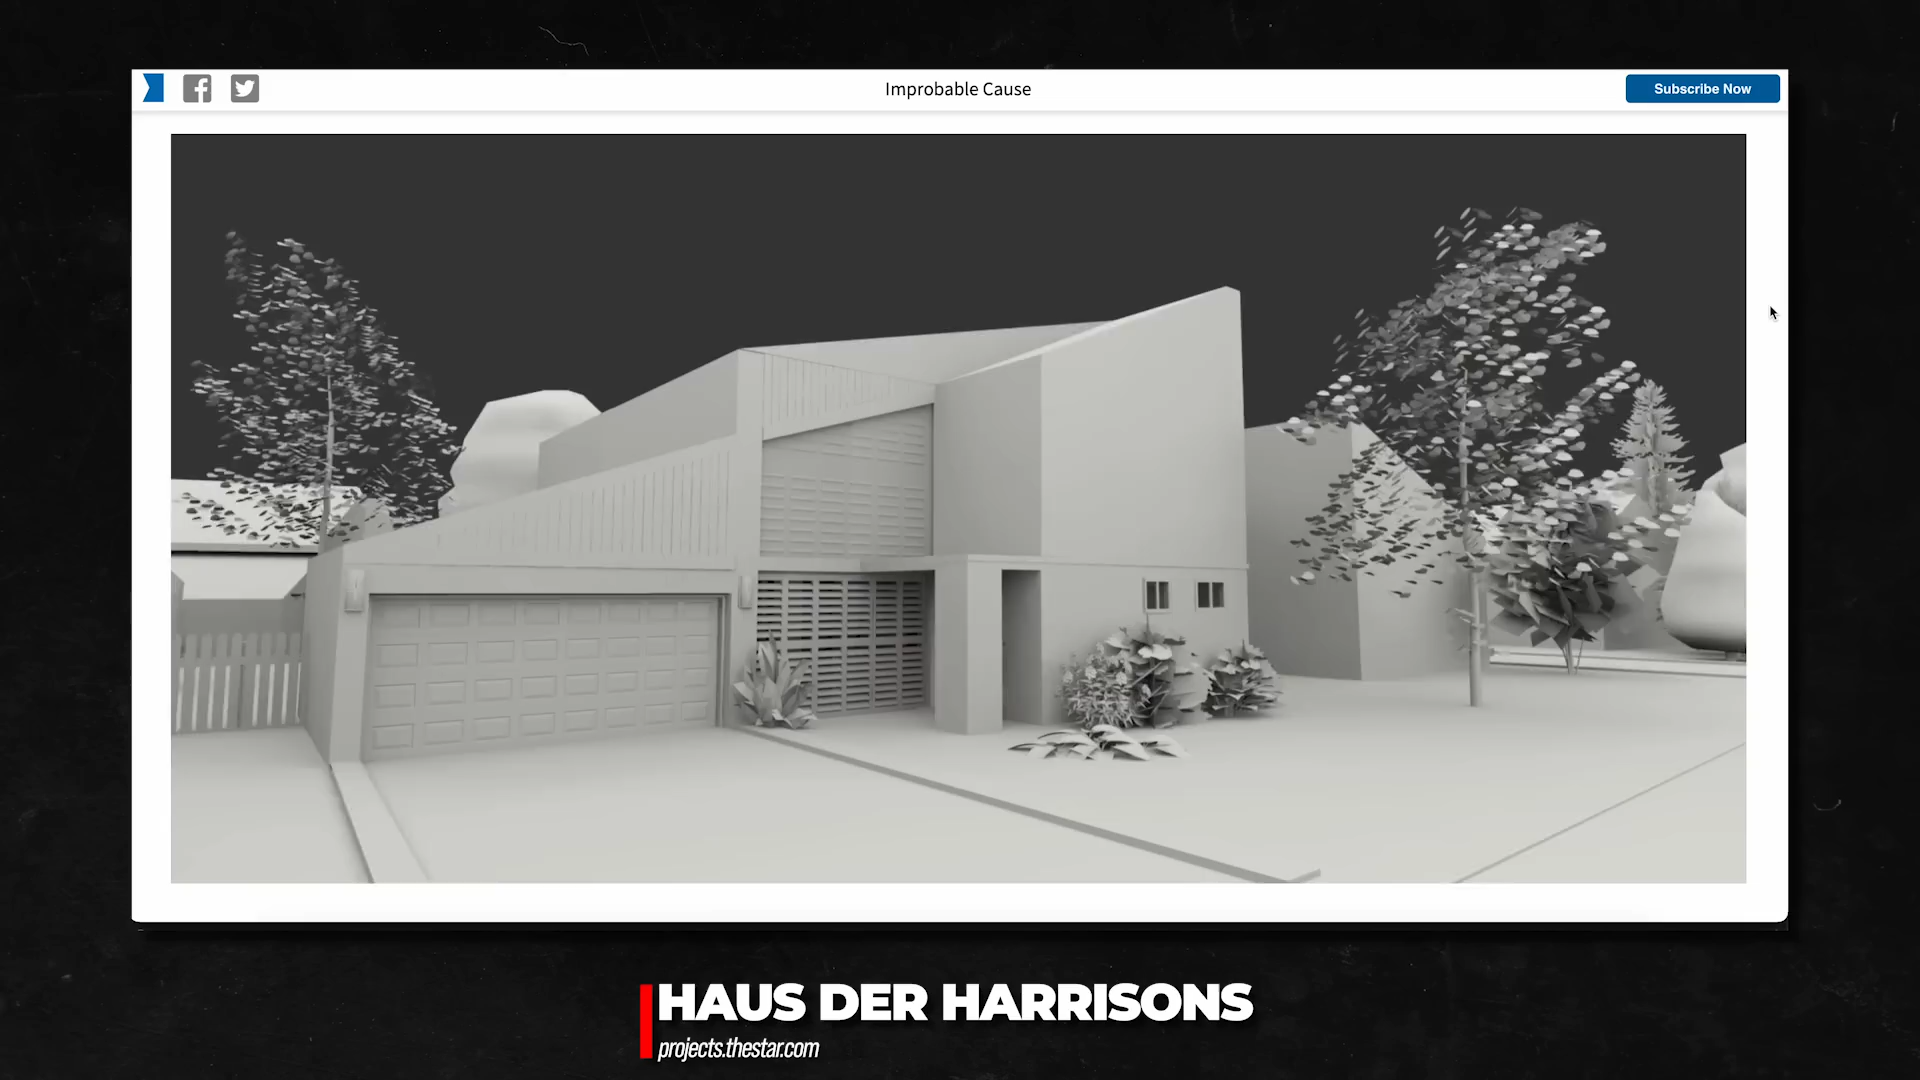 Improbable Cause
Subscribe Now
HAUS DER HARRISONS
projects.thestar.com